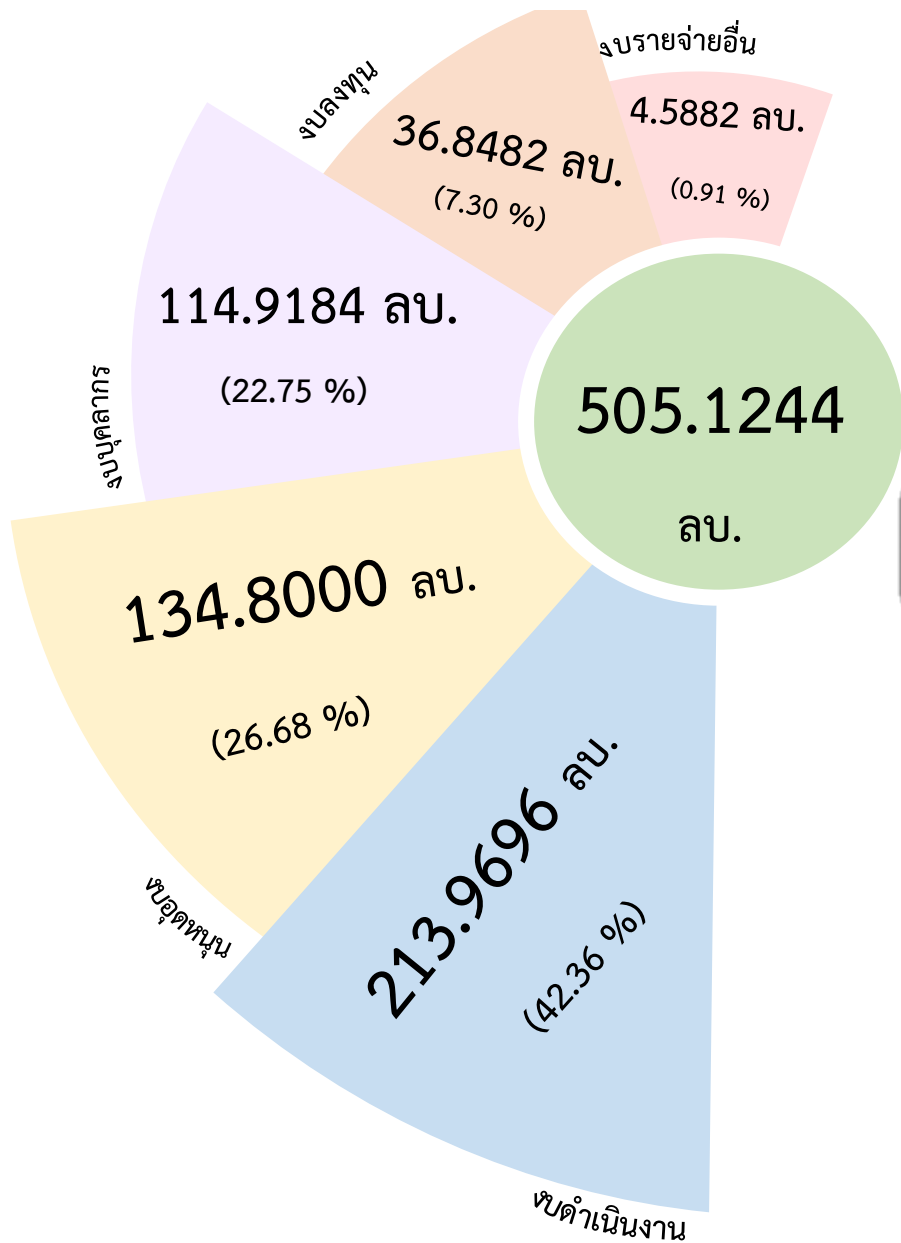 งบรายจ่ายอื่น
4.5882 ลบ.
(0.91 %)
งบลงทุน
36.8482 ลบ.
(7.30 %)
114.9184 ลบ.
(22.75 %)
งบบุคลากร
505.1244
ลบ.
134.8000 ลบ.
(26.68 %)
งบอุดหนุน
213.9696 ลบ.
(42.36 %)
งบดำเนินงาน